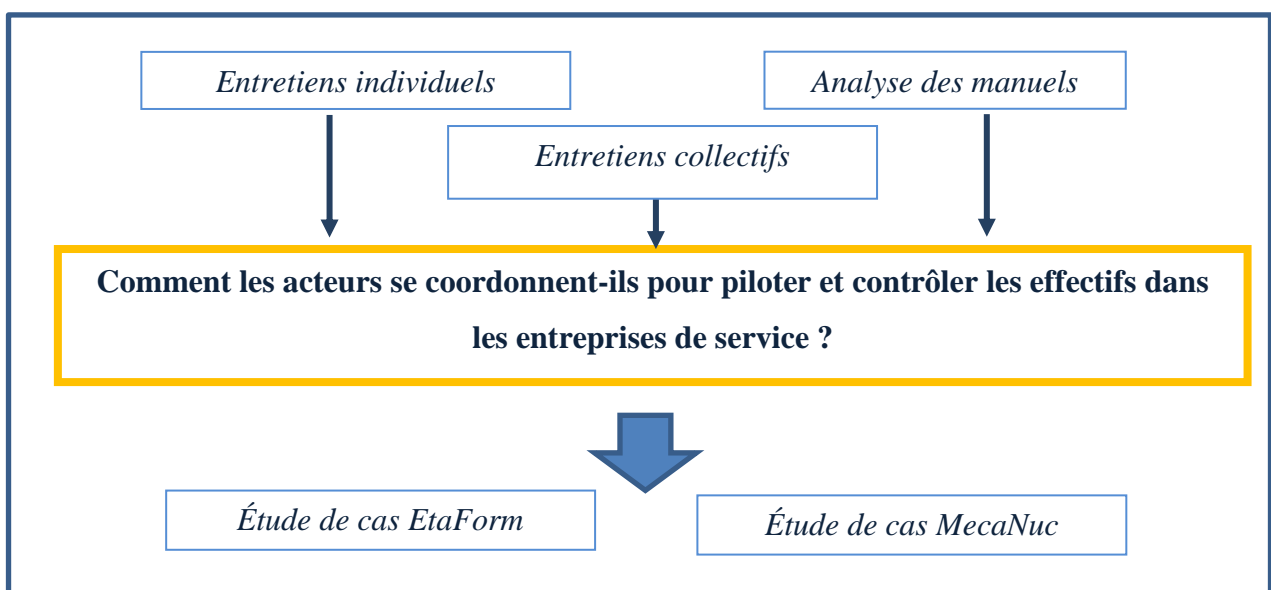 Entretiens individuels
Analyse des manuels
Entretiens collectifs
Comment les acteurs se coordonnent-ils pour piloter et contrôler les effectifs dans
les entreprises de service ?
Étude de cas EtaForm
Étude de cas MecaNuc